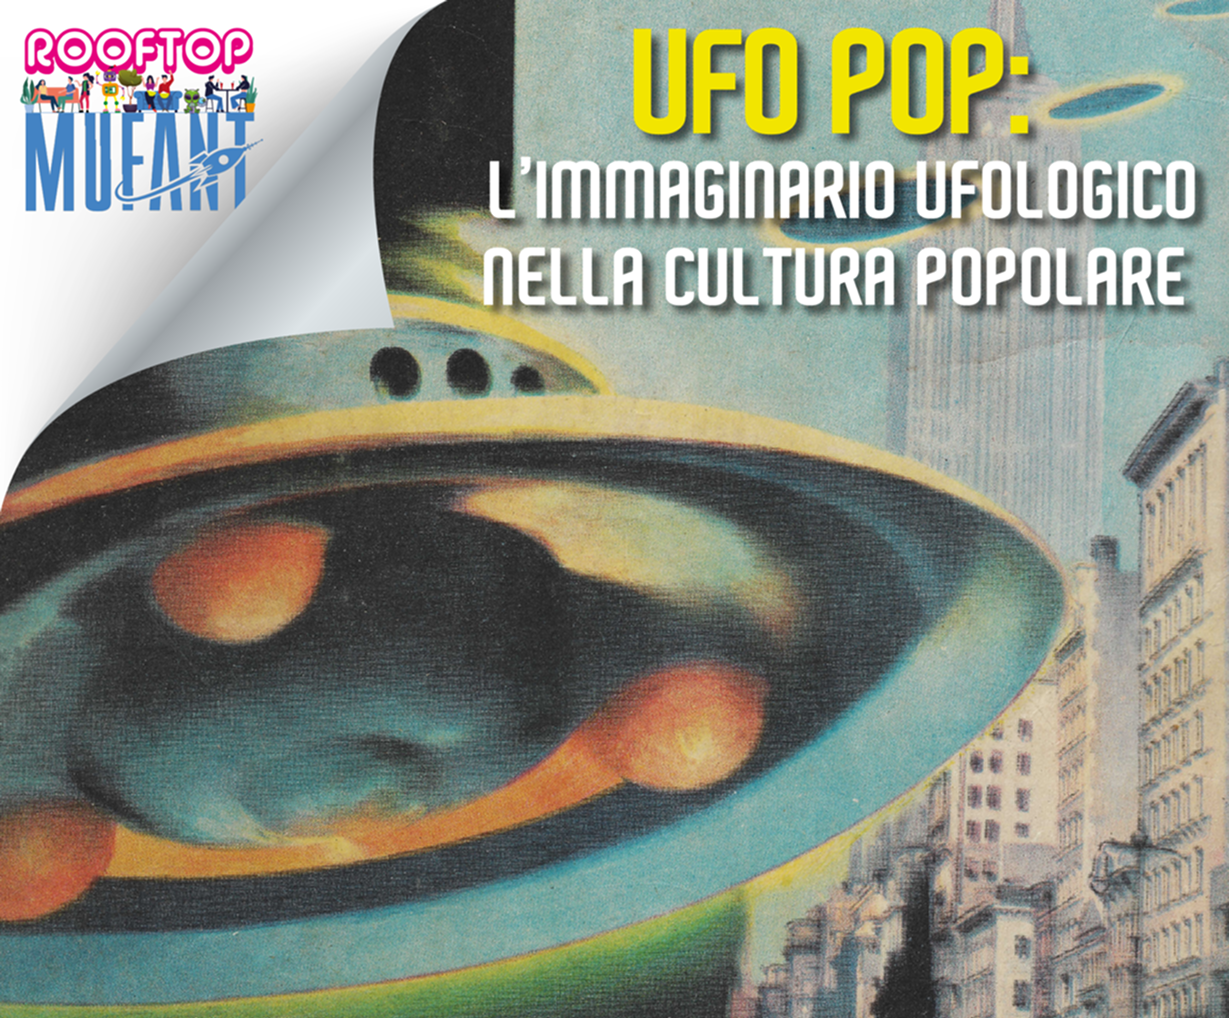 ROOFTOP
MUFANT
UFO POP:
L'IMMAGINARIO UFOLOGICO
NELLA CULTURA POPOLARE